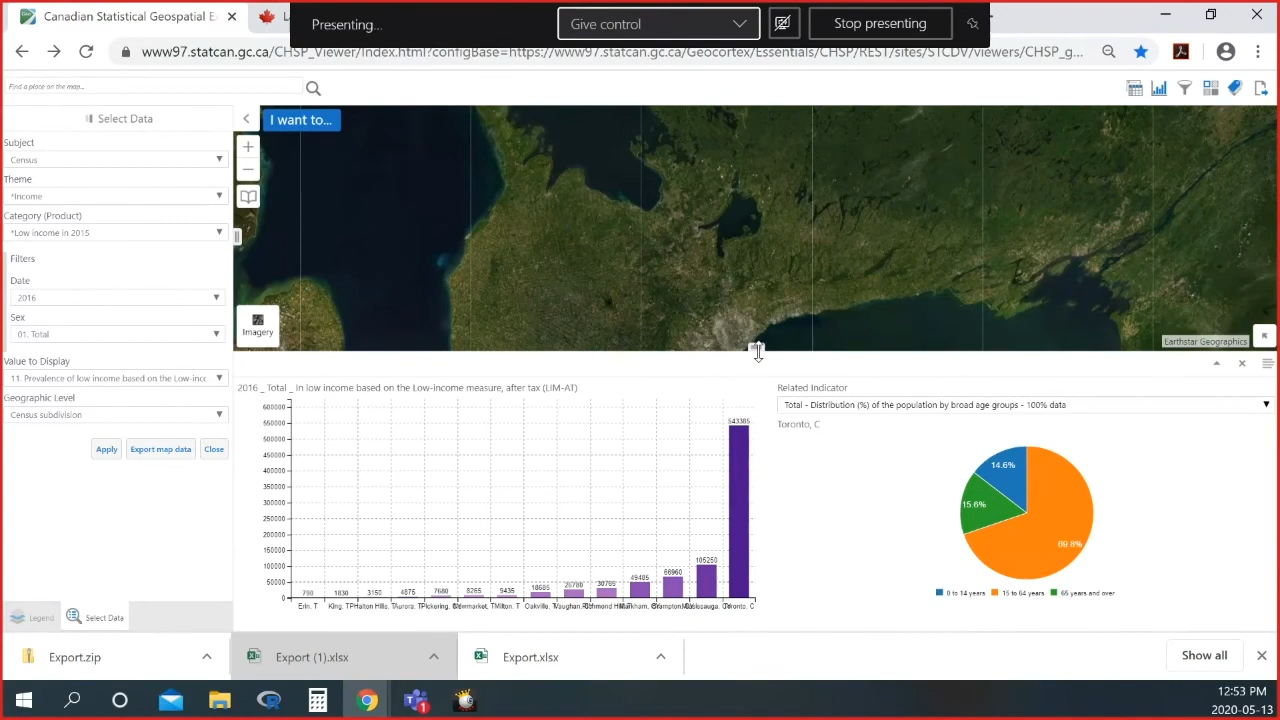 Canadian Statistical Geospatial E
Presenting...
Give control
Stop presenting
www97.statcan.gc.ca/CHSP_Viewer/Index.html?configBase=https://www97.statcan.gc.ca/Geocortex/Essentials/CHSP/REST/sites/STCDV/viewers/CHSP_g...
Find a place on the map...
Select Data
I want to...
Subject
Census
Theme
*Income
Category (Product)
*Low income in 2015
Filters
Date
2016
Sex
01. Total
Value to Display
11. Prevalence of low income based on the Low-inc
Geographic Level
Census subdivision
Apply
Export map data
Close
Imagery
Earthstar Geographics
2016 _ Total _ In low income based on the Low-income measure, after tax (LIM-AT)
600000
550000
500000
450000
400000
350000
300000
250000
200000
150000
100000
50000
0
790
1830
3150
4875
7680
8265
9435
18685
26780
30765
49485
66960
105250
543385
Erin, T
King, TP
Halton Hills, T
Aurora, T
Pickering,
Newmarket, T
Milton, T
Oakville, T
Vaughan,
Related Indicator
Total - Distribution (%) of the population by broad age groups - 100% data
Toronto, C
14.6%
15.6%
69.8%
0 to 14 years
15 to 64 years
65 years and over
Legend
Select Data
Export.zip
Export (1).xlsx
Export.xlsx
Show all
1
12:53 PM
2020-05-13